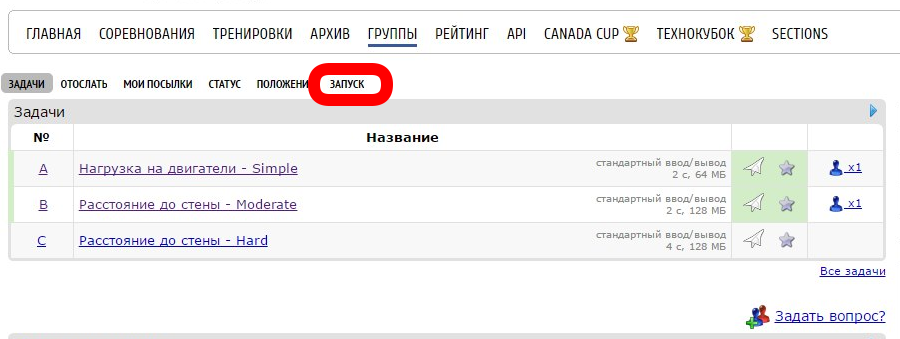 ГЛАВНАЯ СОРЕВНОВАНИЯ ТРЕНИРОВКИ АРХИВ ГРУППЫ РЕЙТИНГ API CANADA CUP ТЕХНОКУБОК SECTIONS
ЗАДАЧИ ОТОСЛАТЬ МОИ ПОСЫЛКИ СТАТУС ПОЛОЖЕНИ ЗАПУСК
Задачи
№ Название
A Нагрузка на двигатели - Simple стандартный ввод/вывод x1
2 с, 64 МБ
B Расстояние до стены - Moderate стандартный ввод/вывод x1
2 с, 128 МБ
C Расстояние до стены - Hard стандартный ввод/вывод
4 с, 128 МБ
Все задачи
Задать вопрос?